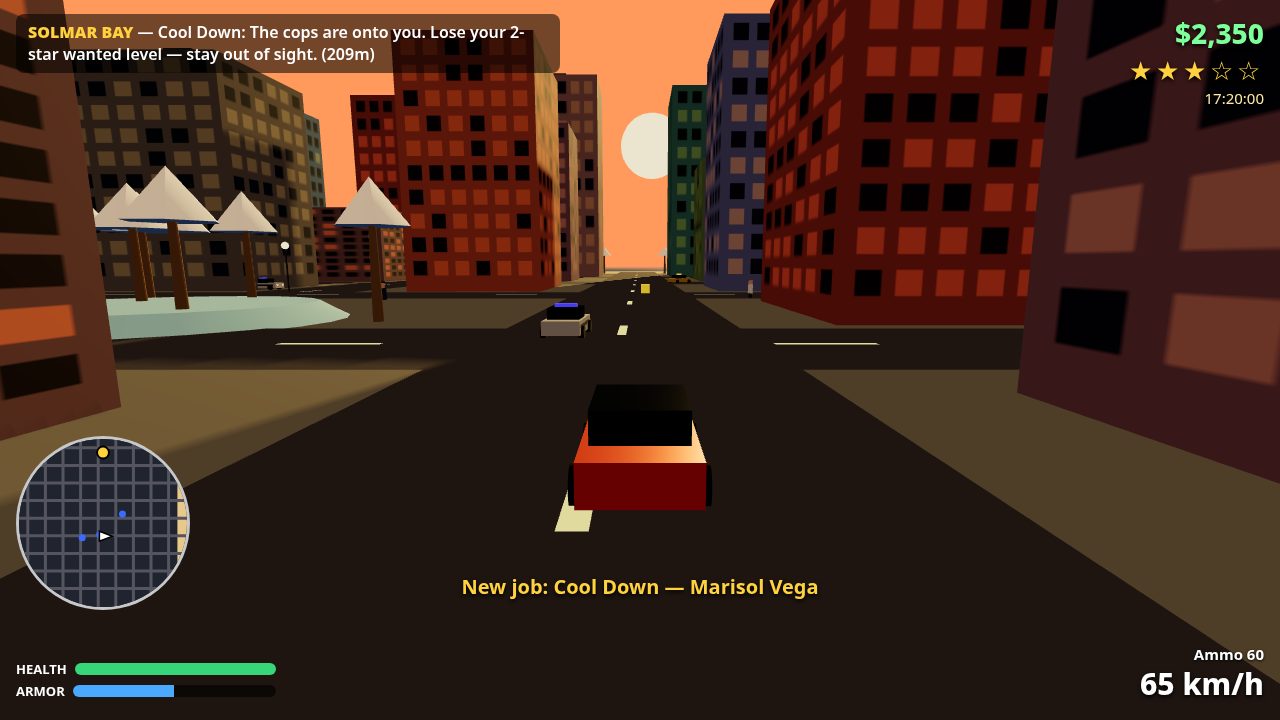 SOLMAR BAY — Cool Down: The cops are onto you. Lose your 2-
star wanted level — stay out of sight. (209m)
$2,350
★★★☆☆
17:20:00
New job: Cool Down — Marisol Vega
HEALTH
ARMOR
Ammo 60
65 km/h